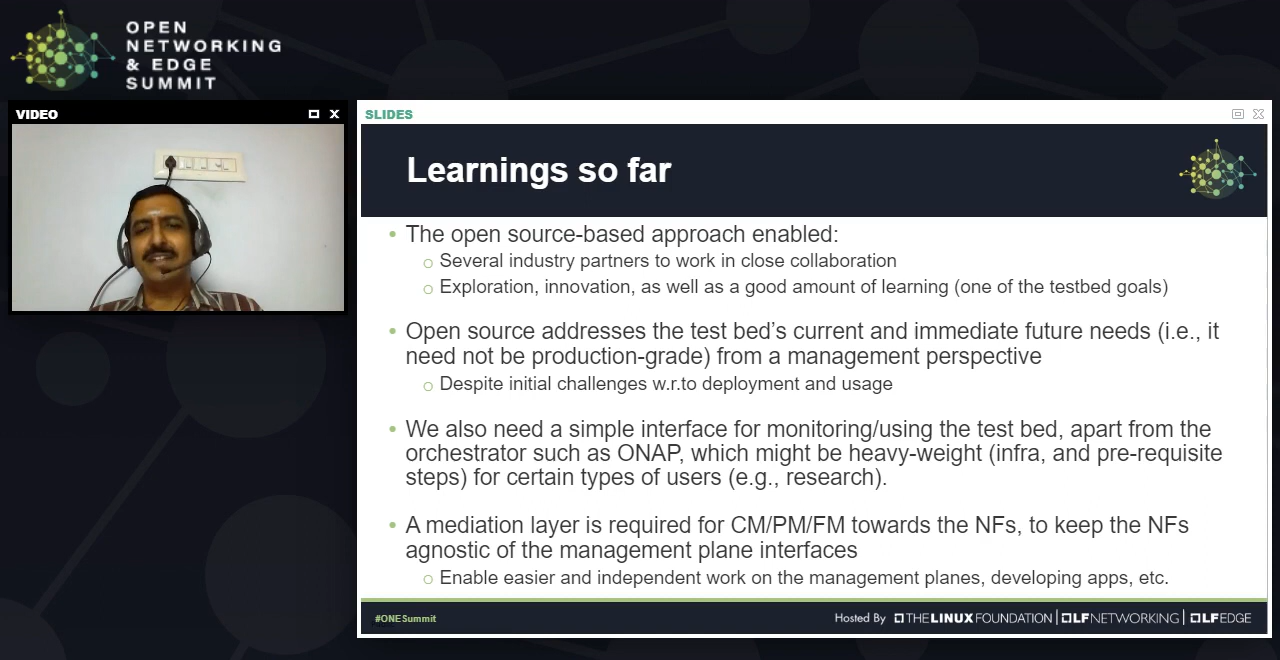 OPEN
NETWORKING
& EDGE
SUMMIT
VIDEO
SLIDES
Learnings so far
• The open source-based approach enabled:
o Several industry partners to work in close collaboration
o Exploration, innovation, as well as a good amount of learning (one of the testbed goals)
• Open source addresses the test bed’s current and immediate future needs (i.e., it
need not be production-grade) from a management perspective
o Despite initial challenges w.r.to deployment and usage
• We also need a simple interface for monitoring/using the test bed, apart from the
orchestrator such as ONAP, which might be heavy-weight (infra, and pre-requisite
steps) for certain types of users (e.g., research).
• A mediation layer is required for CM/PM/FM towards the NFs, to keep the NFs
agnostic of the management plane interfaces
o Enable easier and independent work on the management planes, developing apps, etc.
#ONESummit
Hosted By THE LINUX FOUNDATION | LF NETWORKING | LF EDGE